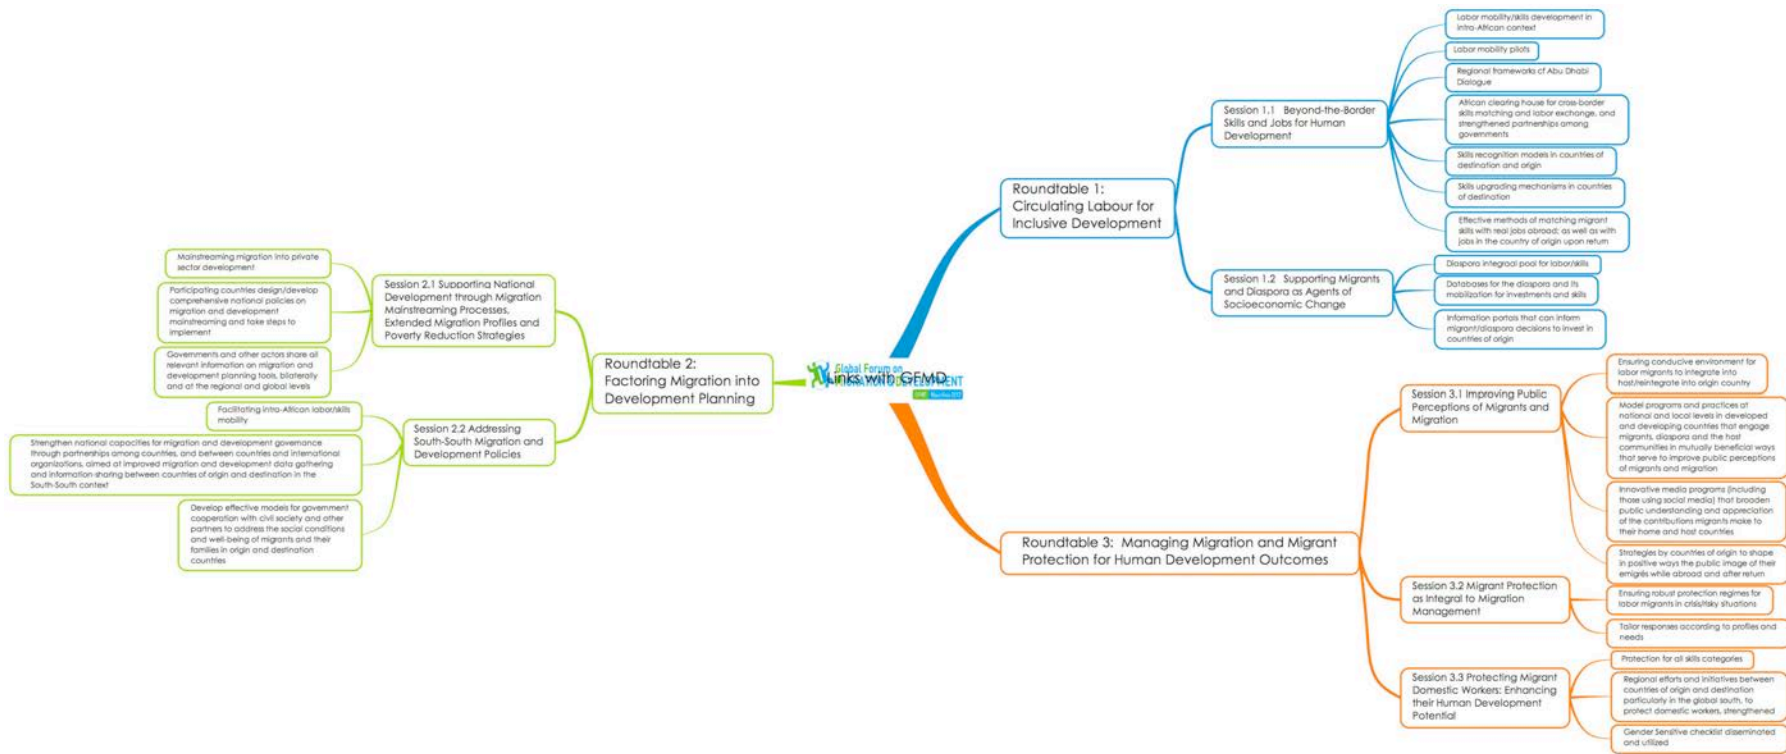 Links with GFMD
Global Forum on
MIGRATION & DEVELOPMENT
Roundtable 1:
Circulating Labour for
Inclusive Development
Session 1.1 Beyond-the-Border
Skills and Jobs for Human
Development
Labor mobility/skills development in
intra-African context
Labor mobility pilots
Regional frameworks cf Abu Dhabi
Dialogue
African clearing house for cross-border
skills matching and labor exchange, and
strengthened partnerships among
governments
Skills recognition models in countries of
destination and origin
Skills upgrading mechanisms in countries
of destination
Effective methods of matching migrant
skills with real jobs abroad; as well as with
jobs in the country of origin upon return
Session 1.2 Supporting Migrants
and Diaspora as Agents of
Socioeconomic Change
Diaspora integraal pool for labor/skills
Databases for the diaspora and its
mobilization for investments and skills
Information portals that can inform
migrant/diaspora decisions to invest in
countries of origin
Roundtable 2:
Factoring Migration into
Development Planning
Session 2.1 Supporting National
Development through Migration
Mainstreaming Processes,
Extended Migration Profiles and
Poverty Reduction Strategies
Mainstreaming migration into private
sector development
Participating countries design/develop
comprehensive national policies on
migration and development
mainstreaming and take steps to
implement
Governments and other actors share all
relevant information on migration and
development planning tools, bilaterally
and at the regional and global levels
Session 2.2 Addressing
South-South Migration and
Development Policies
Facilitating intra-African labor/skills
mobility
Strengthen national capacities for migration and development governance
through partnerships among countries, and between countries and international
organizations, aimed at improved migration and development data gathering
and information-sharing between countries of origin and destination in the
South-South context
Develop effective models for government
cooperation with civil society and other
partners to address the social conditions
and well-being of migrants and their
families in origin and destination
countries
Roundtable 3: Managing Migration and Migrant
Protection for Human Development Outcomes
Session 3.1 Improving Public
Perceptions of Migrants and
Migration
Ensuring conducive environment for
labor migrants to integrate into
host/reintegrate into origin country
Model programs and practices at
national and local levels in developed
and developing countries that engage
migrants, diaspora and the host
communities in mutually beneficial ways
that serve to improve public perceptions
of migrants and migration
Innovative media programs (including
those using social media) that broaden
public understanding and appreciation
of the contributions migrants make to
their home and host countries
Strategies by countries of origin to shape
in positive ways the public image of their
emigrés while abroad and after return
Session 3.2 Migrant Protection
as Integral to Migration
Management
Ensuring robust protection regimes for
labor migrants in crisis/risky situations
Tailor responses according to profiles and
needs
Session 3.3 Protecting Migrant
Domestic Workers: Enhancing
their Human Development
Potential
Protection for all skills categories
Regional efforts and initiatives between
countries of origin and destination
particularly in the global south, to
protect domestic workers, strengthened
Gender Sensitive checklist disseminated
and utilized